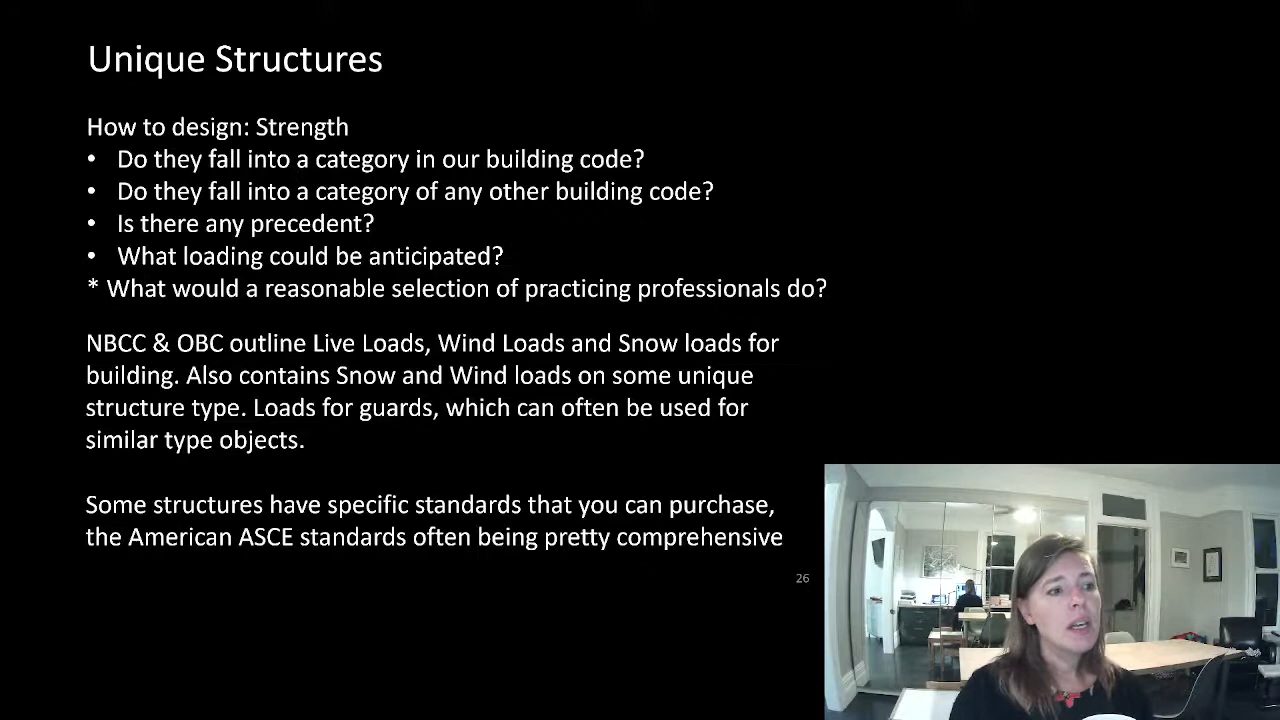 Unique Structures
How to design: Strength
• Do they fall into a category in our building code?
• Do they fall into a category of any other building code?
• Is there any precedent?
• What loading could be anticipated?
* What would a reasonable selection of practicing professionals do?
NBCC & OBC outline Live Loads, Wind Loads and Snow loads for
building. Also contains Snow and Wind loads on some unique
structure type. Loads for guards, which can often be used for
similar type objects.
Some structures have specific standards that you can purchase,
the American ASCE standards often being pretty comprehensive
26